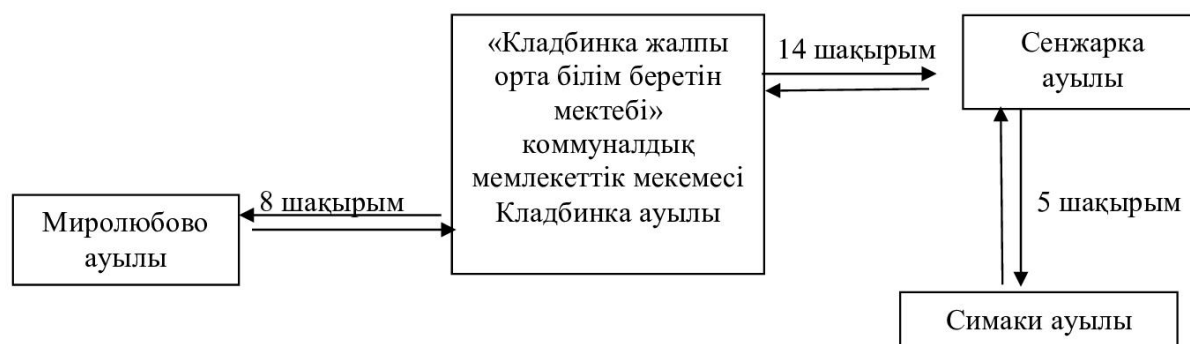 «Кладбинка жалпы
орта білім беретін
мектебі»
коммуналдық
мемлекеттік мекемесі
Кладбинка ауылы
14 шақырым
Сенжарка
ауылы
8 шақырым
Миролюбово
ауылы
5 шақырым
Симаки ауылы